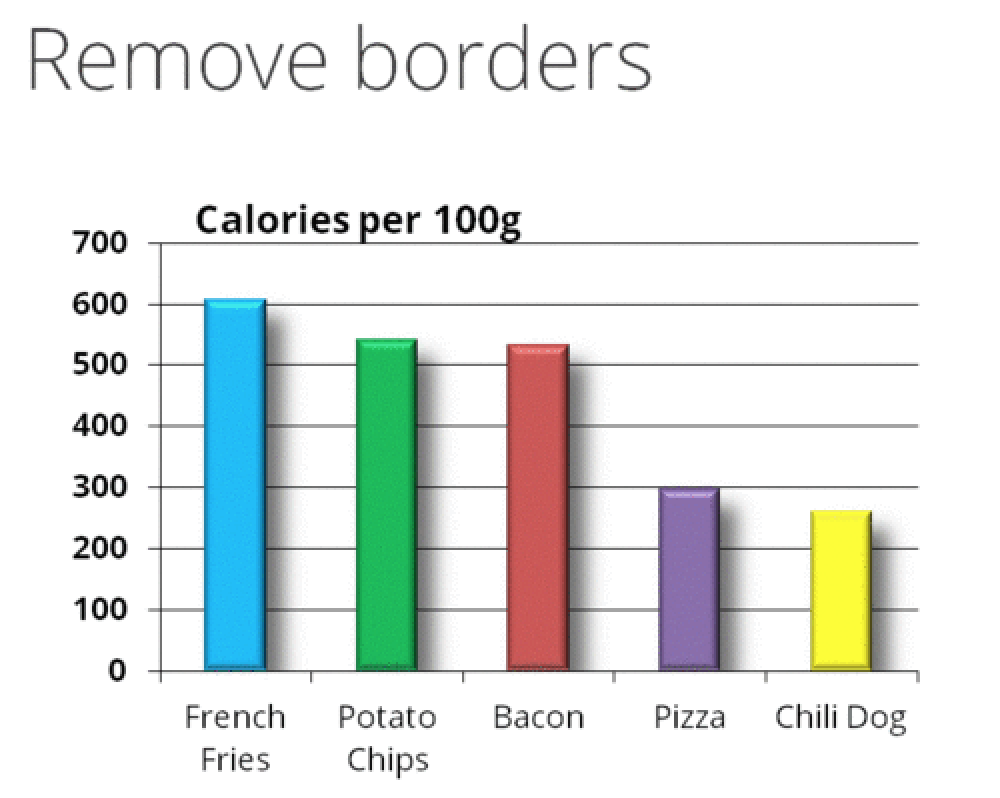 Remove borders
Calories per 100g
700
600
500
400
300
200
100
0
French Fries
Potato Chips
Bacon
Pizza
Chili Dog